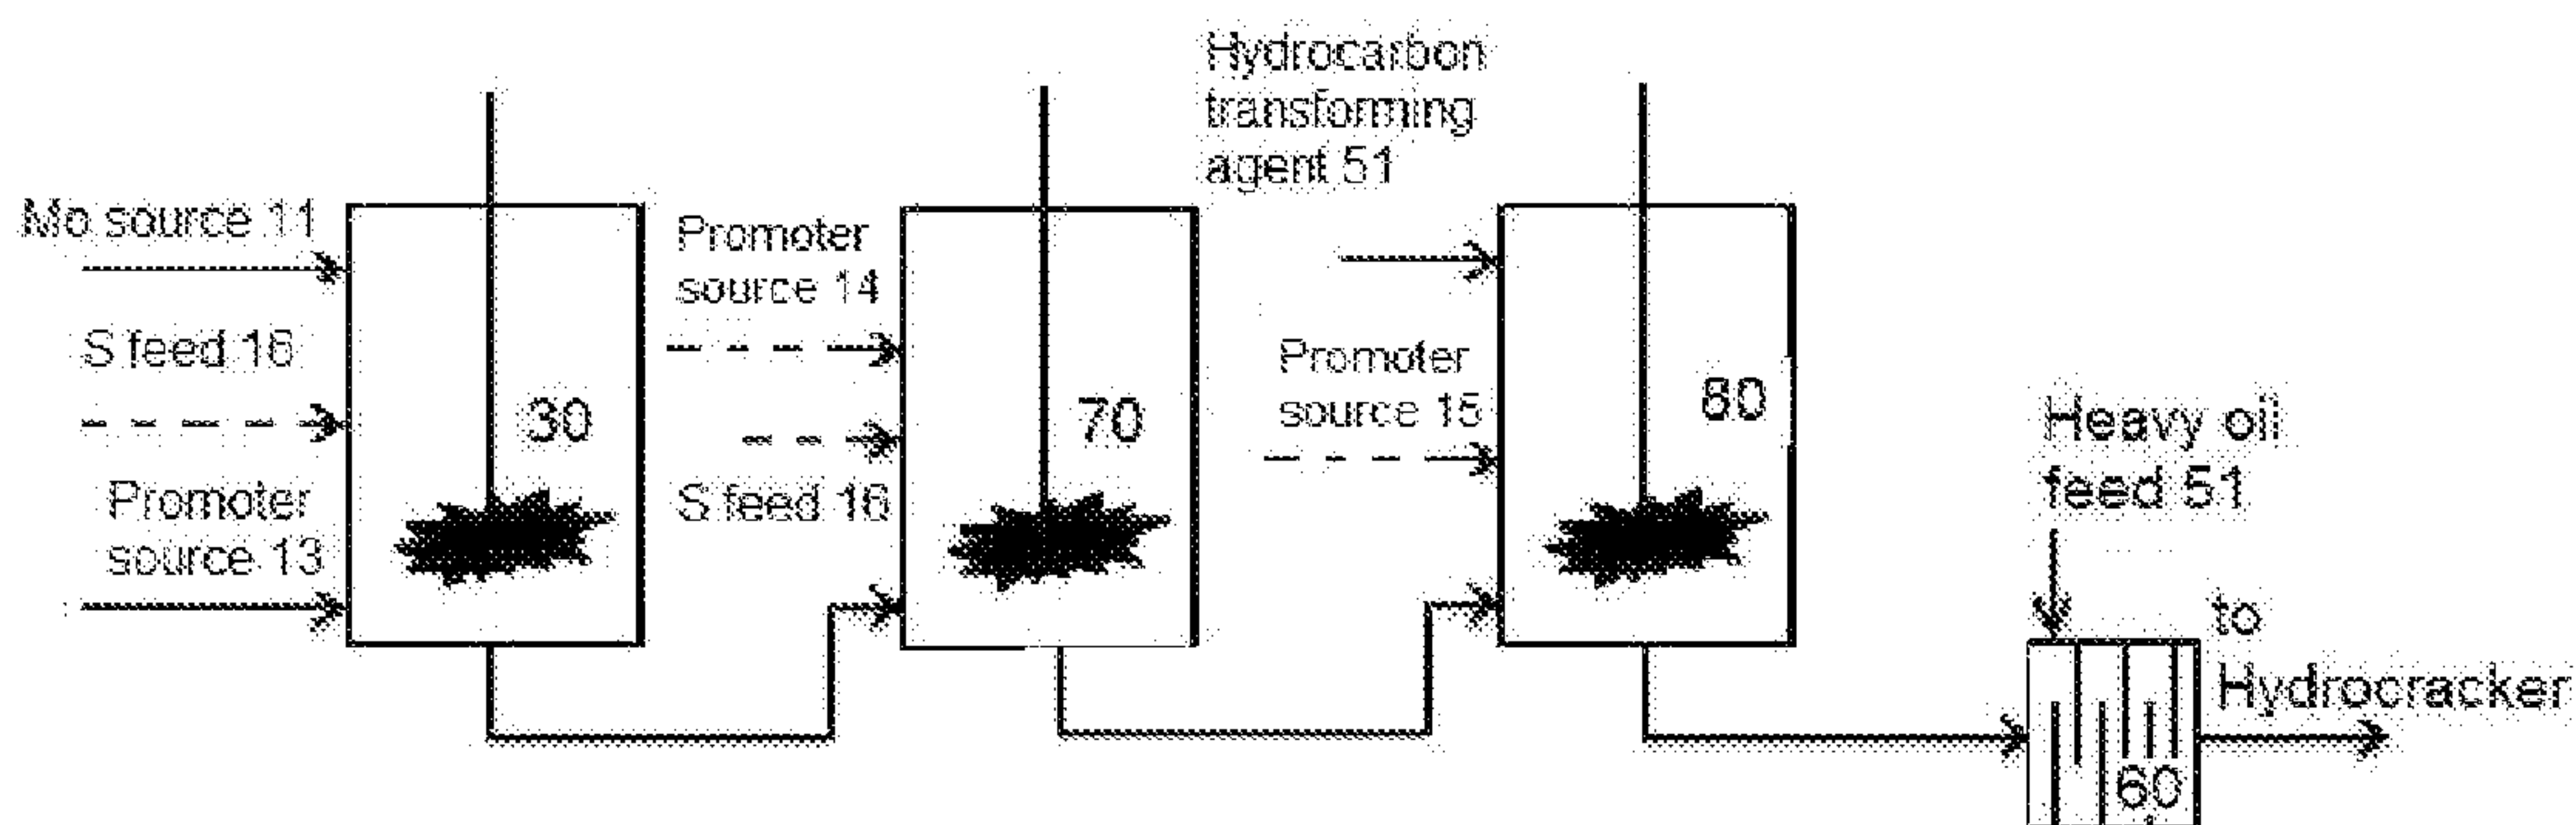 Hydrocarbon
transforming
agent 51
Mo source 11
S feed 16
Promoter
source 13
30
Promoter
source 14
S feed 16
70
Promoter
source 15
80
Heavy oil
feed 51
to
Hydrocracker
60